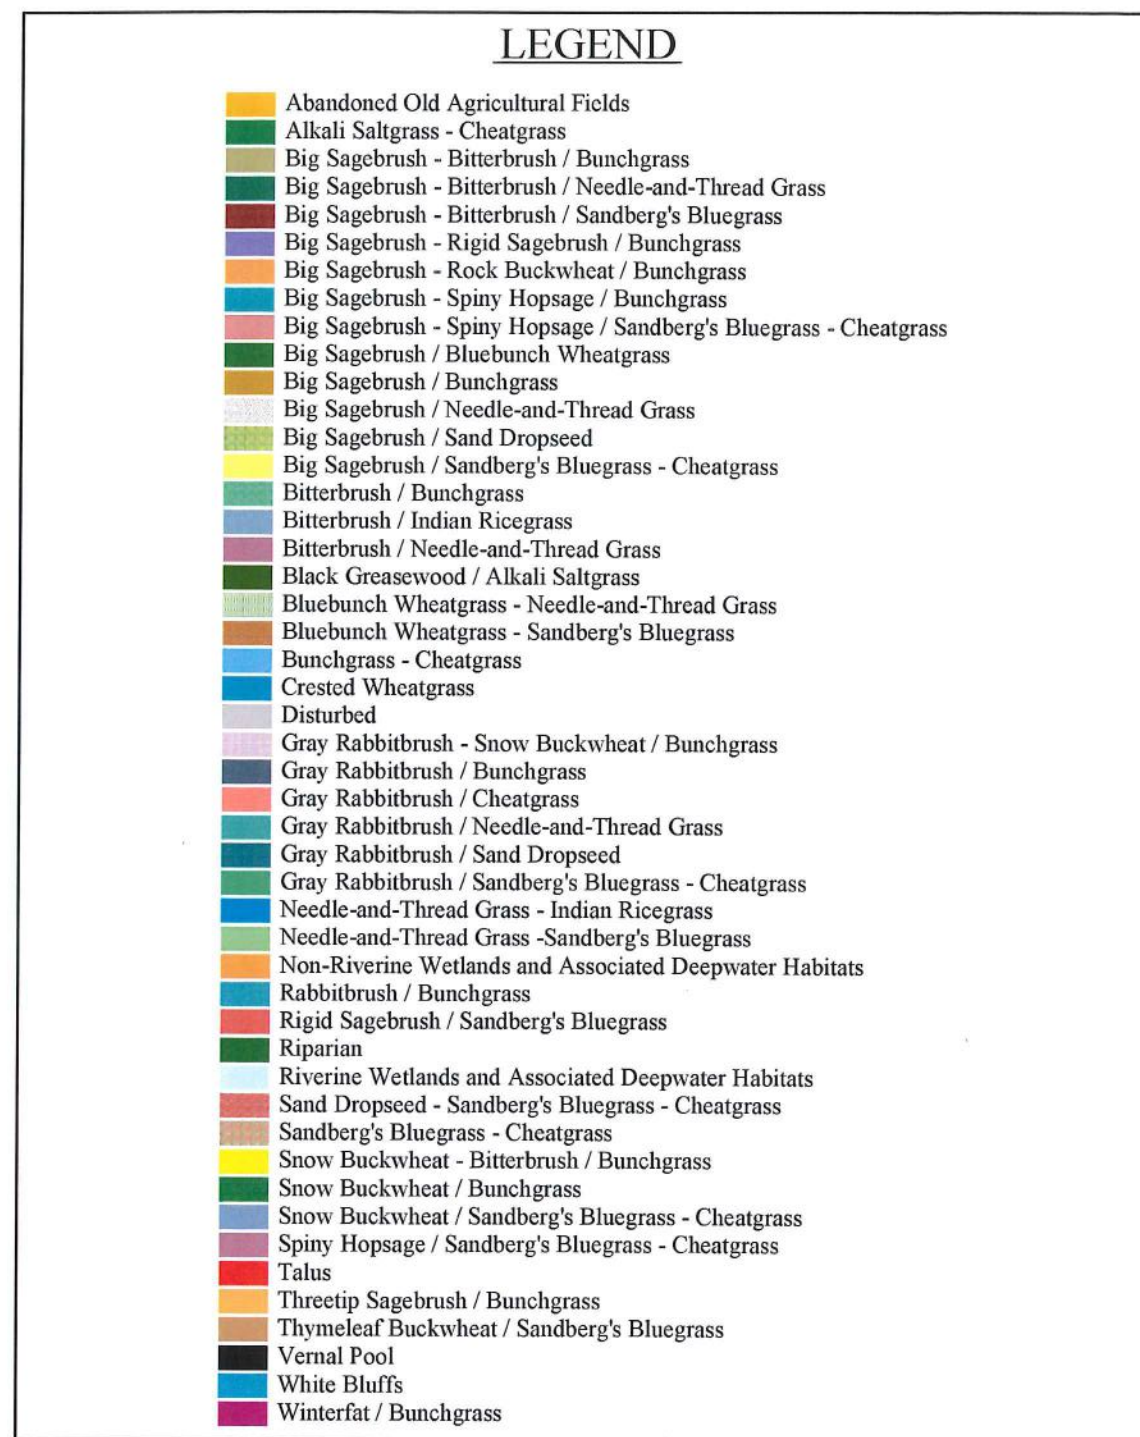 LEGEND
Abandoned Old Agricultural Fields
Alkali Saltgrass - Cheatgrass
Big Sagebrush - Bitterbrush / Bunchgrass
Big Sagebrush - Bitterbrush / Needle-and-Thread Grass
Big Sagebrush - Bitterbrush / Sandberg's Bluegrass
Big Sagebrush - Rigid Sagebrush / Bunchgrass
Big Sagebrush - Rock Buckwheat / Bunchgrass
Big Sagebrush - Spiny Hopsage / Bunchgrass
Big Sagebrush - Spiny Hopsage / Sandberg's Bluegrass - Cheatgrass
Big Sagebrush / Bluebunch Wheatgrass
Big Sagebrush / Bunchgrass
Big Sagebrush / Needle-and-Thread Grass
Big Sagebrush / Sand Dropseed
Big Sagebrush / Sandberg's Bluegrass - Cheatgrass
Bitterbrush / Bunchgrass
Bitterbrush / Indian Ricegrass
Bitterbrush / Needle-and-Thread Grass
Black Greasewood / Alkali Saltgrass
Bluebunch Wheatgrass - Needle-and-Thread Grass
Bluebunch Wheatgrass - Sandberg's Bluegrass
Bunchgrass - Cheatgrass
Crested Wheatgrass
Disturbed
Gray Rabbitbrush - Snow Buckwheat / Bunchgrass
Gray Rabbitbrush / Bunchgrass
Gray Rabbitbrush / Cheatgrass
Gray Rabbitbrush / Needle-and-Thread Grass
Gray Rabbitbrush / Sand Dropseed
Gray Rabbitbrush / Sandberg's Bluegrass - Cheatgrass
Needle-and-Thread Grass - Indian Ricegrass
Needle-and-Thread Grass -Sandberg's Bluegrass
Non-Riverine Wetlands and Associated Deepwater Habitats
Rabbitbrush / Bunchgrass
Rigid Sagebrush / Sandberg's Bluegrass
Riparian
Riverine Wetlands and Associated Deepwater Habitats
Sand Dropseed - Sandberg's Bluegrass - Cheatgrass
Sandberg's Bluegrass - Cheatgrass
Snow Buckwheat - Bitterbrush / Bunchgrass
Snow Buckwheat / Bunchgrass
Snow Buckwheat / Sandberg's Bluegrass - Cheatgrass
Spiny Hopsage / Sandberg's Bluegrass - Cheatgrass
Talus
Threetip Sagebrush / Bunchgrass
Thymeleaf Buckwheat / Sandberg's Bluegrass
Vernal Pool
White Bluffs
Winterfat / Bunchgrass